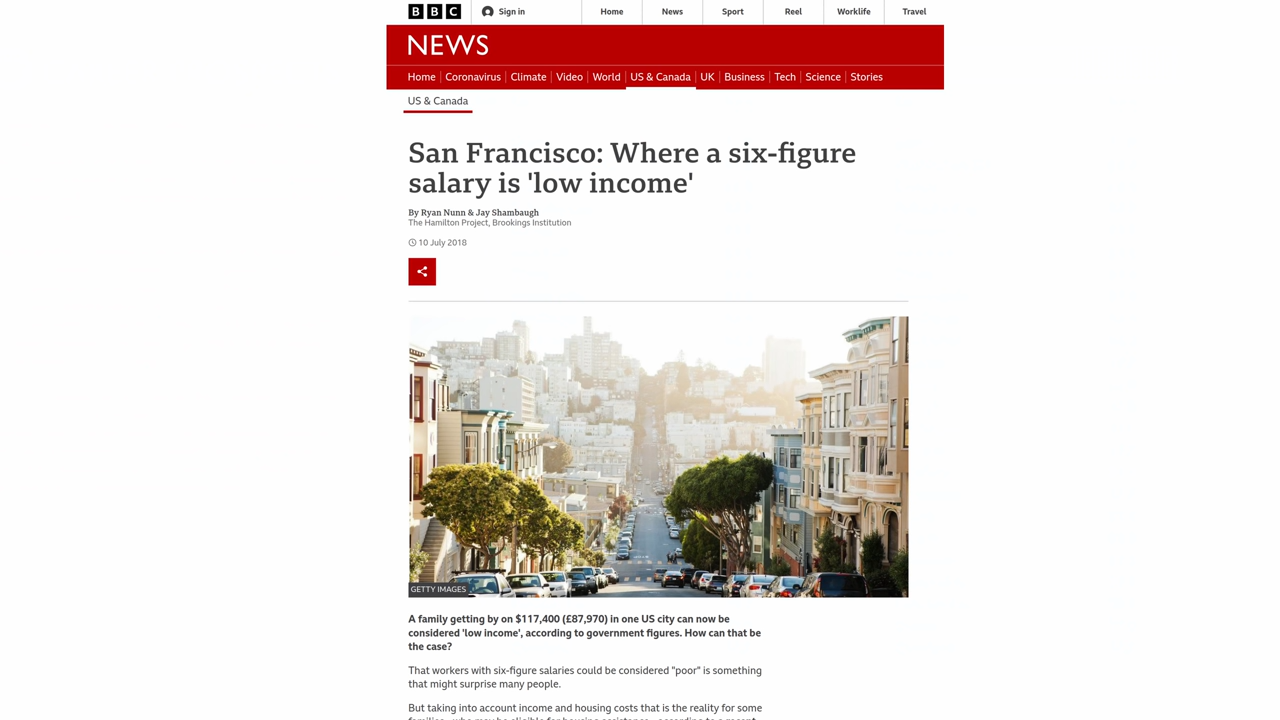 BBC Sign in Home News Sport Reel Worklife Travel
NEWS
Home Coronavirus Climate Video World US & Canada UK Business Tech Science Stories
US & Canada
San Francisco: Where a six-figure
salary is 'low income'
By Ryan Nunn & Jay Shambaugh
The Hamilton Project, Brookings Institution
10 July 2018
GETTY IMAGES
A family getting by on $117,400 (£87,970) in one US city can now be
considered 'low income', according to government figures. How can that be
the case?
That workers with six-figure salaries could be considered "poor" is something
that might surprise many people.
But taking into account income and housing costs that is the reality for some